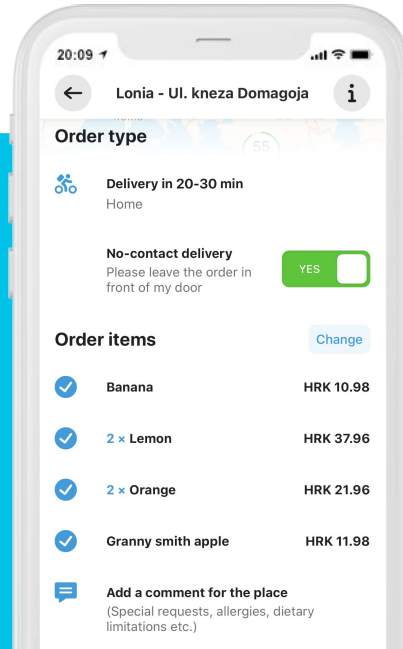 20:09
Lonia - Ul. kneza Domagoja
i
Order type
55
Delivery in 20-30 min
Home
No-contact delivery
Please leave the order in
front of my door
YES
Order items
Change
Banana
HRK 10.98
2 × Lemon
HRK 37.96
2 × Orange
HRK 21.96
Granny smith apple
HRK 11.98
Add a comment for the place
(Special requests, allergies, dietary
limitations etc.)